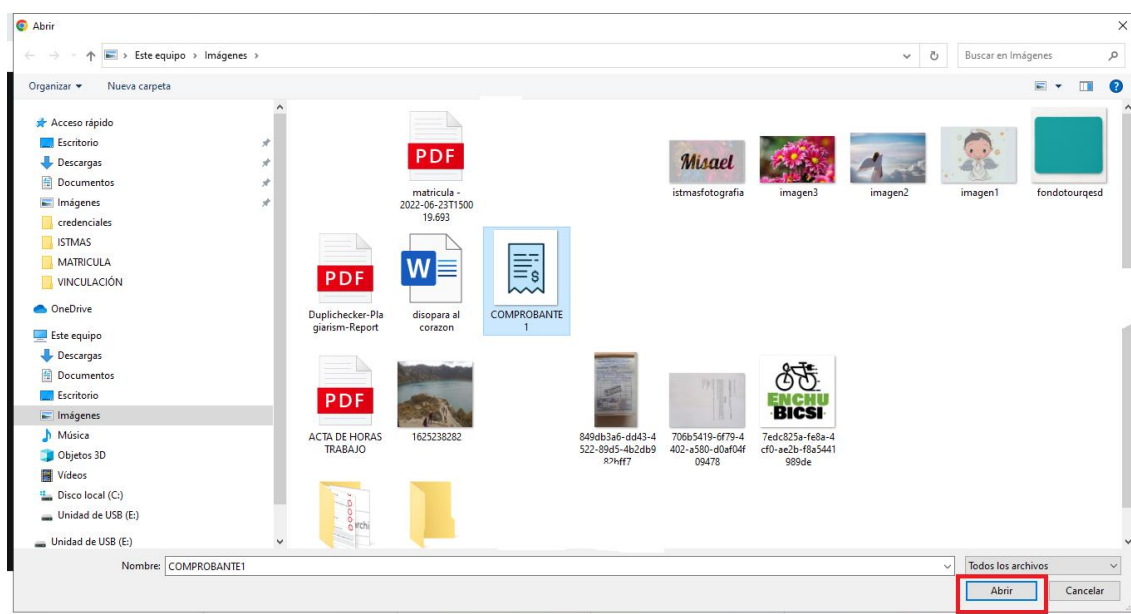 Abrir
Este equipo > Imágenes >
Buscar en Imágenes
Organizar
Nueva carpeta
Acceso rápido
Escritorio
Descargas
Documentos
Imágenes
credenciales
ISTMAS
MATRICULA
VINCULACIÓN
OneDrive
Este equipo
Descargas
Documentos
Escritorio
Imágenes
Música
Objetos 3D
Vídeos
Disco local (C:)
Unidad de USB (E:)
Unidad de USB (E:)
PDF
matricula -
2022-06-23T1500
19.693
Misael
istmasfotografia
imagen3
imagen2
imagen1
fondotourqesd
PDF
Duplichecker-Pla
giarism-Report
W
disopara al
corazon
$
COMPROBANTE
1
PDF
ACTA DE HORAS
TRABAJO
1625238282
849db3a6-dd43-4
522-89d5-4b2db9
82bff7
706b5419-6f79-4
402-a580-d0af04f
09478
ENCHU
BICSI
7edc825a-fe8a-4
cf0-ae2b-f8a5441
989de
Nombre: COMPROBANTE1
Todos los archivos
Abrir
Cancelar